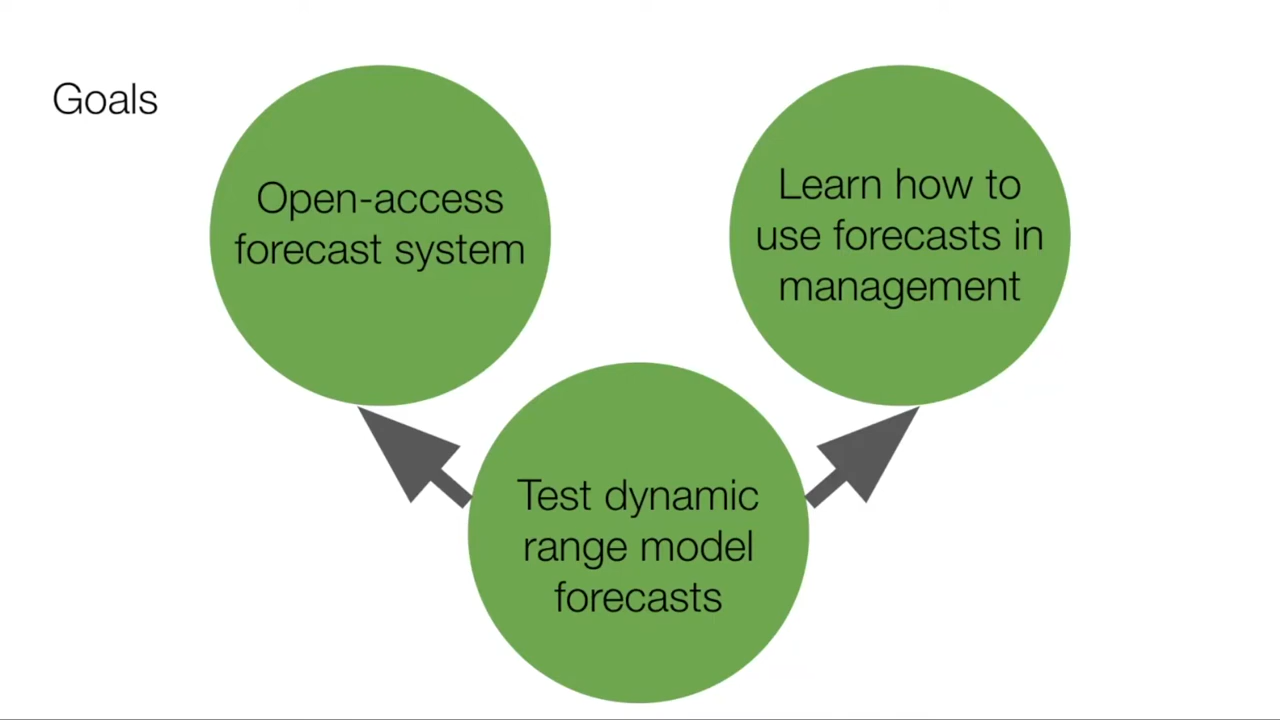 Goals
Open-access
forecast system
Learn how to
use forecasts in
management
Test dynamic
range model
forecasts